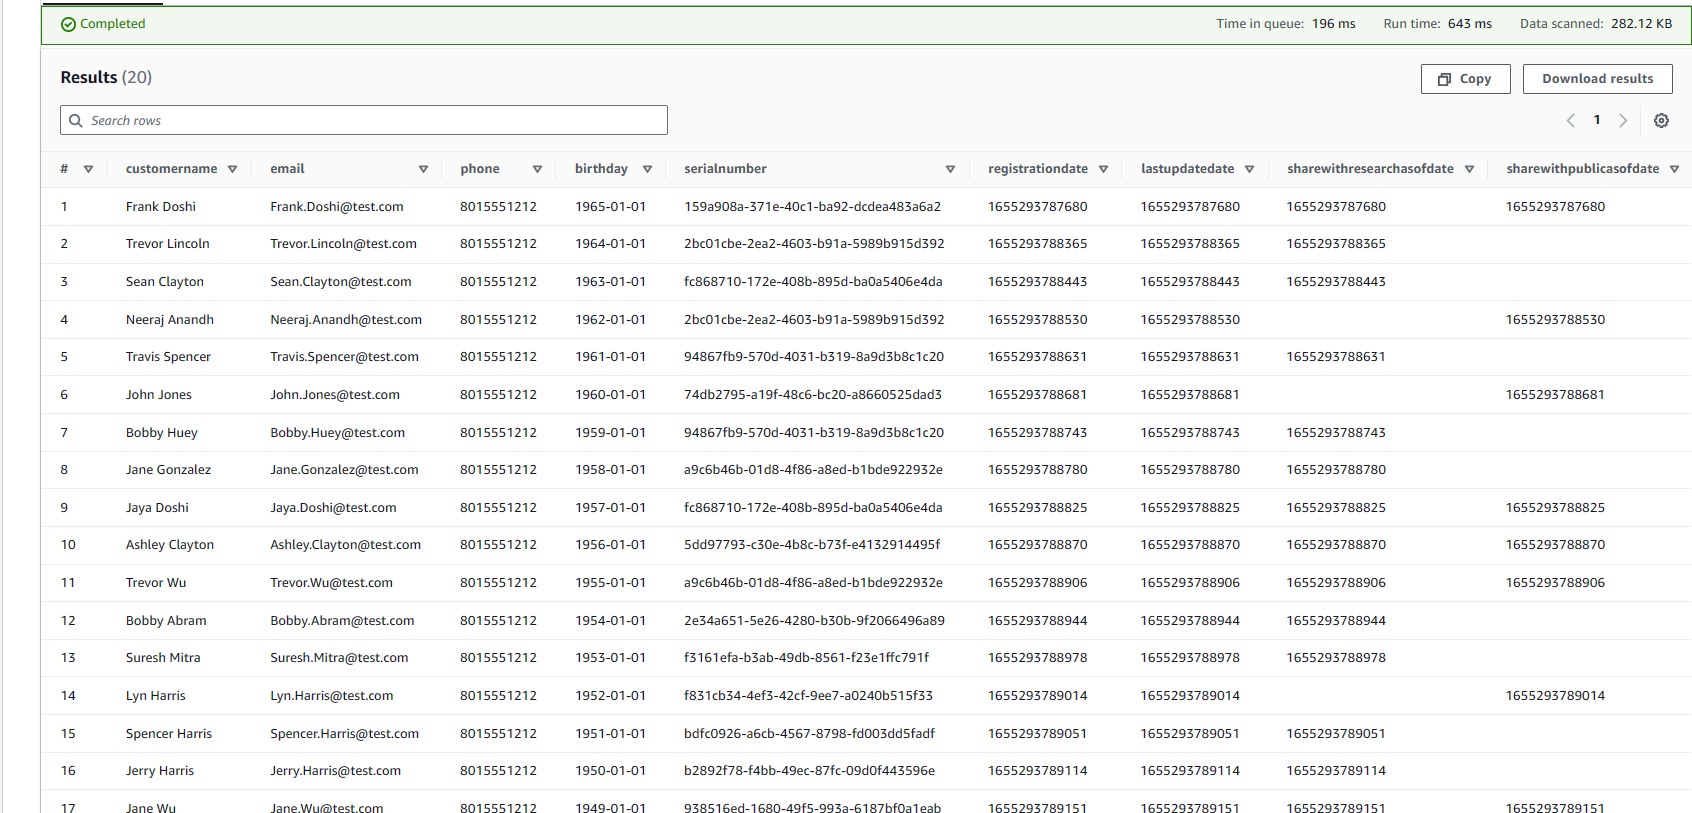 Completed Time in queue: 196 ms Run time: 643 ms Data scanned: 282.12 KB
Results (20) Copy Download results
Search rows 1
# customername email phone birthday serialnumber registrationdate lastupdatedate sharewithresearchasofdate sharewithpublicasofdate
1 Frank Doshi Frank.Doshi@test.com 8015551212 1965-01-01 159a908a-371e-40c1-ba92-dcdea483a6a2 1655293787680 1655293787680 1655293787680 1655293787680
2 Trevor Lincoln Trevor.Lincoln@test.com 8015551212 1964-01-01 2bc01cbe-2ea2-4603-b91a-5989b915d392 1655293788365 1655293788365 1655293788365
3 Sean Clayton Sean.Clayton@test.com 8015551212 1963-01-01 fc868710-172e-408b-895d-ba0a5406e4da 1655293788443 1655293788443 1655293788443
4 Neeraj Anandh Neeraj.Anandh@test.com 8015551212 1962-01-01 2bc01cbe-2ea2-4603-b91a-5989b915d392 1655293788530 1655293788530 1655293788530
5 Travis Spencer Travis.Spencer@test.com 8015551212 1961-01-01 94867fb9-570d-4031-b319-8a9d3b8c1c20 1655293788631 1655293788631 1655293788631
6 John Jones John.Jones@test.com 8015551212 1960-01-01 74db2795-a19f-48c6-bc20-a8660525dad3 1655293788681 1655293788681 1655293788681
7 Bobby Huey Bobby.Huey@test.com 8015551212 1959-01-01 94867fb9-570d-4031-b319-8a9d3b8c1c20 1655293788743 1655293788743 1655293788743
8 Jane Gonzalez Jane.Gonzalez@test.com 8015551212 1958-01-01 a9c6b46b-01d8-4f86-a8ed-b1bde922932e 1655293788780 1655293788780 1655293788780
9 Jaya Doshi Jaya.Doshi@test.com 8015551212 1957-01-01 fc868710-172e-408b-895d-ba0a5406e4da 1655293788825 1655293788825 1655293788825 1655293788825
10 Ashley Clayton Ashley.Clayton@test.com 8015551212 1956-01-01 5dd97793-c30e-4b8c-b73f-e4132914495f 1655293788870 1655293788870 1655293788870 1655293788870
11 Trevor Wu Trevor.Wu@test.com 8015551212 1955-01-01 a9c6b46b-01d8-4f86-a8ed-b1bde922932e 1655293788906 1655293788906 1655293788906 1655293788906
12 Bobby Abram Bobby.Abram@test.com 8015551212 1954-01-01 2e34a651-5e26-4280-b30b-9f2066496a89 1655293788944 1655293788944 1655293788944
13 Suresh Mitra Suresh.Mitra@test.com 8015551212 1953-01-01 f3161efa-b3ab-49db-8561-f23e1ffc791f 1655293788978 1655293788978 1655293788978
14 Lyn Harris Lyn.Harris@test.com 8015551212 1952-01-01 f831cb34-4ef3-42cf-9ee7-a0240b515f33 1655293789014 1655293789014 1655293789014
15 Spencer Harris Spencer.Harris@test.com 8015551212 1951-01-01 bdfc0926-a6cb-4567-8798-fd003dd5fadf 1655293789051 1655293789051 1655293789051
16 Jerry Harris Jerry.Harris@test.com 8015551212 1950-01-01 b2892f78-f4bb-49ec-87fc-09d0f443596e 1655293789114 1655293789114 1655293789114
17 Jane Wu Jane.Wu@test.com 8015551212 1949-01-01 938516ed-1680-49f5-993a-6187bf0a1eab 1655293789151 1655293789151 1655293789151 1655293789151